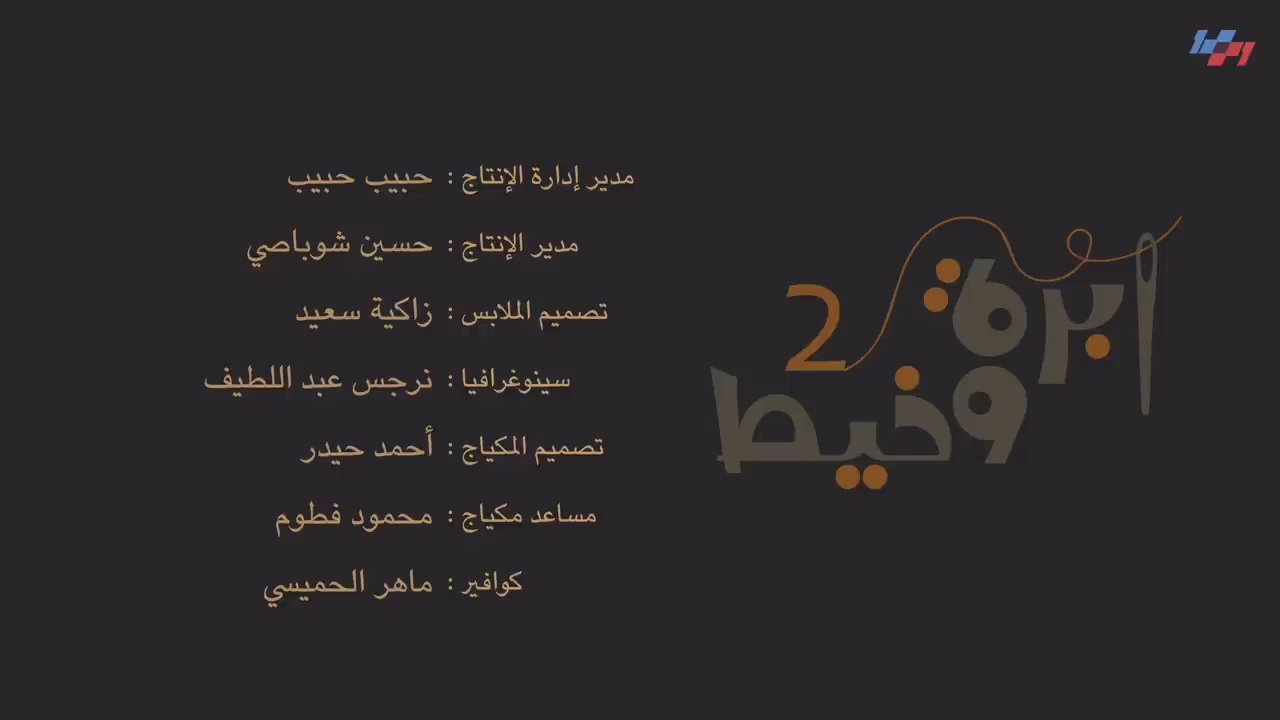 ابرة
2
وخيط
مدير إدارة الإنتاج : حبيب حبيب
مدير الإنتاج : حسين شوباصي
تصميم الملابس : زاكية سعيد
سينوغرافيا : نرجس عبد اللطيف
تصميم المكياج : أحمد حيدر
مساعد مكياج : محمود فطوم
كوافير : ماهر الحميسي